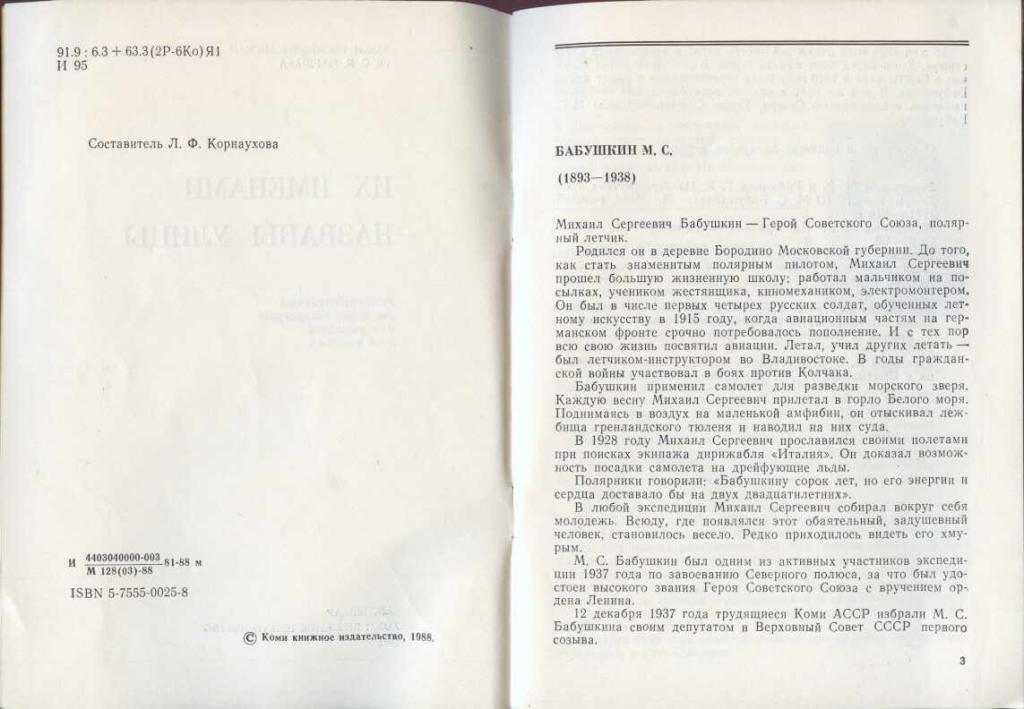 91.9 : 6.3 + 63.3(2Р-6Ко)Я1
И 95
Составитель Л. Ф. Корнаухова
И 4403040000-003 81-88 м
М 128(03)-88
ISBN 5-7555-0025-8
© Коми книжное издательство, 1988.
БАБУШКИН М. С.
(1893—1938)
Михаил Сергеевич Бабушкин — Герой Советского Союза, поляр-
ный летчик.
Родился он в деревне Бородино Московской губернии. До того,
как стать знаменитым полярным пилотом, Михаил Сергеевич
прошел большую жизненную школу; работал мальчиком на по-
сылках, учеником жестянщика, киномехаником, электромонтером.
Он был в числе первых четырех русских солдат, обученных лет-
ному искусству в 1915 году, когда авиационным частям на гер-
манском фронте срочно потребовалось пополнение. И с тех пор
всю свою жизнь посвятил авиации. Летал, учил других летать —
был летчиком-инструктором во Владивостоке. В годы граждан-
ской войны участвовал в боях против Колчака.
Бабушкин применил самолет для разведки морского зверя.
Каждую весну Михаил Сергеевич прилетал в горло Белого моря.
Поднимаясь в воздух на маленькой амфибии, он отыскивал леж-
бища гренландского тюленя и наводил на них суда.
В 1928 году Михаил Сергеевич прославился своими полетами
при поисках экипажа дирижабля «Италия». Он доказал возмож-
ность посадки самолета на дрейфующие льды.
Полярники говорили: «Бабушкину сорок лет, но его энергии и
сердца доставало бы на двух двадцатилетних».
В любой экспедиции Михаил Сергеевич собирал вокруг себя
молодежь. Всюду, где появлялся этот обаятельный, задушевный
человек, становилось весело. Редко приходилось видеть его хму-
рым.
М. С. Бабушкин был одним из активных участников экспеди-
ции 1937 года по завоеванию Северного полюса, за что был удо-
стоен высокого звания Героя Советского Союза с вручением ор-
дена Ленина.
12 декабря 1937 года трудящиеся Коми АССР избрали М. С.
Бабушкина своим депутатом в Верховный Совет СССР первого
созыва.
3